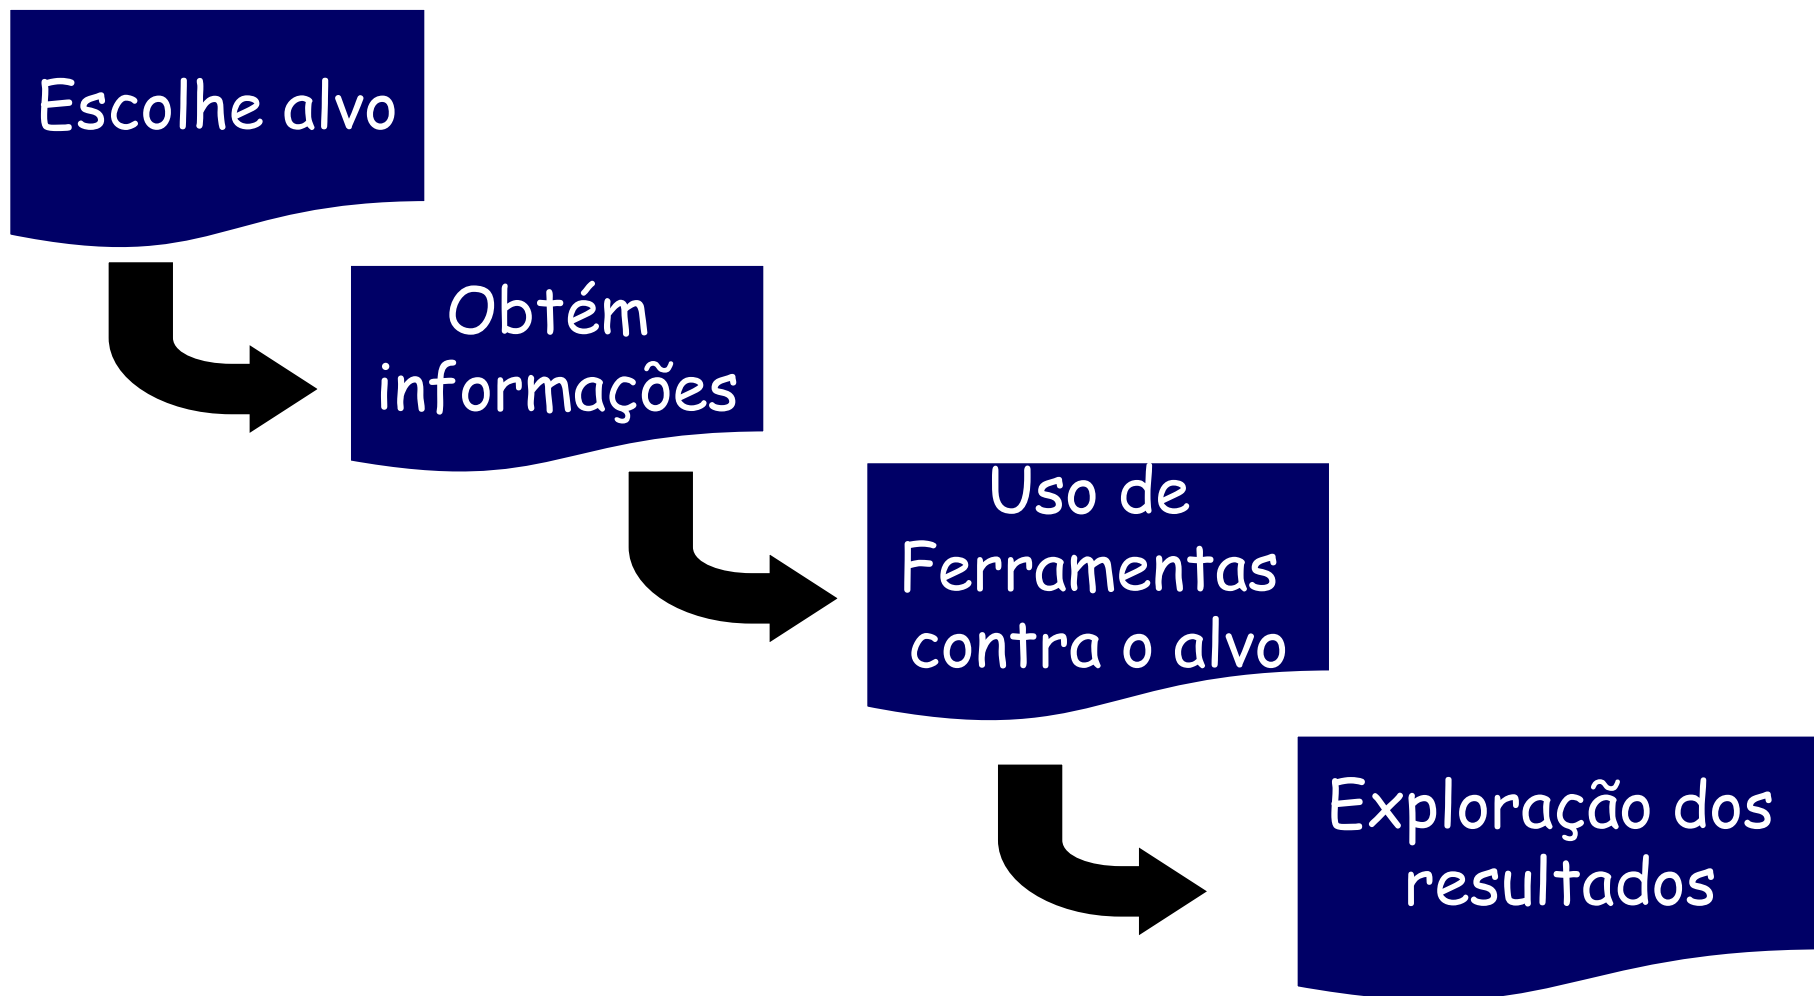 Escolhe alvo
Obtém
informações
Uso de
Ferramentas
contra o alvo
Exploração dos
resultados